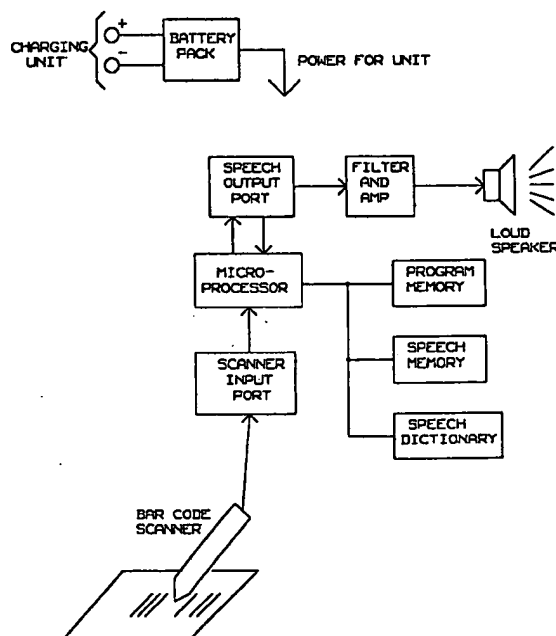 CHARGING
UNIT
+
−
BATTERY
PACK
POWER FOR UNIT
SPEECH
OUTPUT
PORT
FILTER
AND
AMP
LOUD
SPEAKER
MICRO-
PROCESSOR
PROGRAM
MEMORY
SPEECH
MEMORY
SCANNER
INPUT
PORT
SPEECH
DICTIONARY
BAR CODE
SCANNER